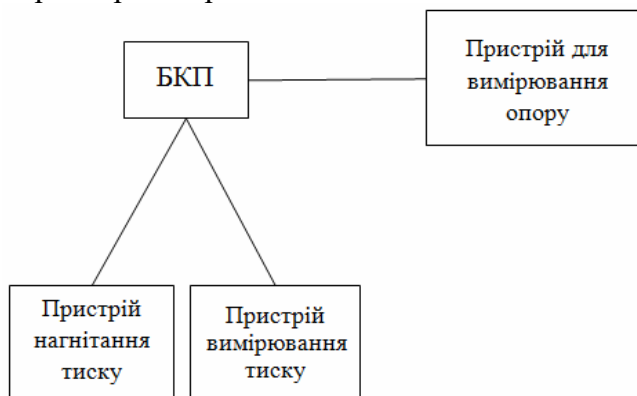 БКП
Пристрій для
вимірювання
опору
Пристрій
нагнітання
тиску
Пристрій
вимірювання
тиску